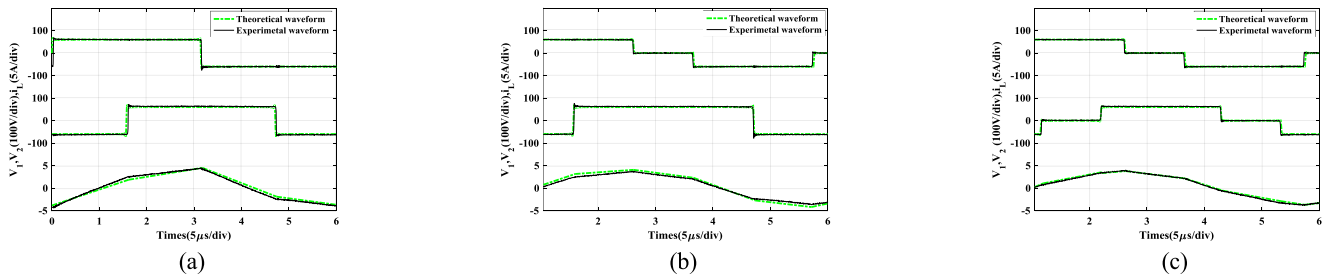 Theoretical waveform
Experimetal waveform
V1,V2 (100V/div),iL(5A/div)
100
0
-100
100
0
-100
5
0
-5
0 1 2 3 4 5 6
Times(5μs/div)
(a)
Theoretical waveform
Experimetal waveform
V1,V2 (100V/div),iL(5A/div)
100
0
-100
100
0
-100
5
0
-5
2 3 4 5 6
Times(5μs/div)
(b)
Theoretical waveform
Experimetal waveform
V1,V2 (100V/div),iL(5A/div)
100
0
-100
100
0
-100
5
0
-5
2 3 4 5 6
Times(5μs/div)
(c)